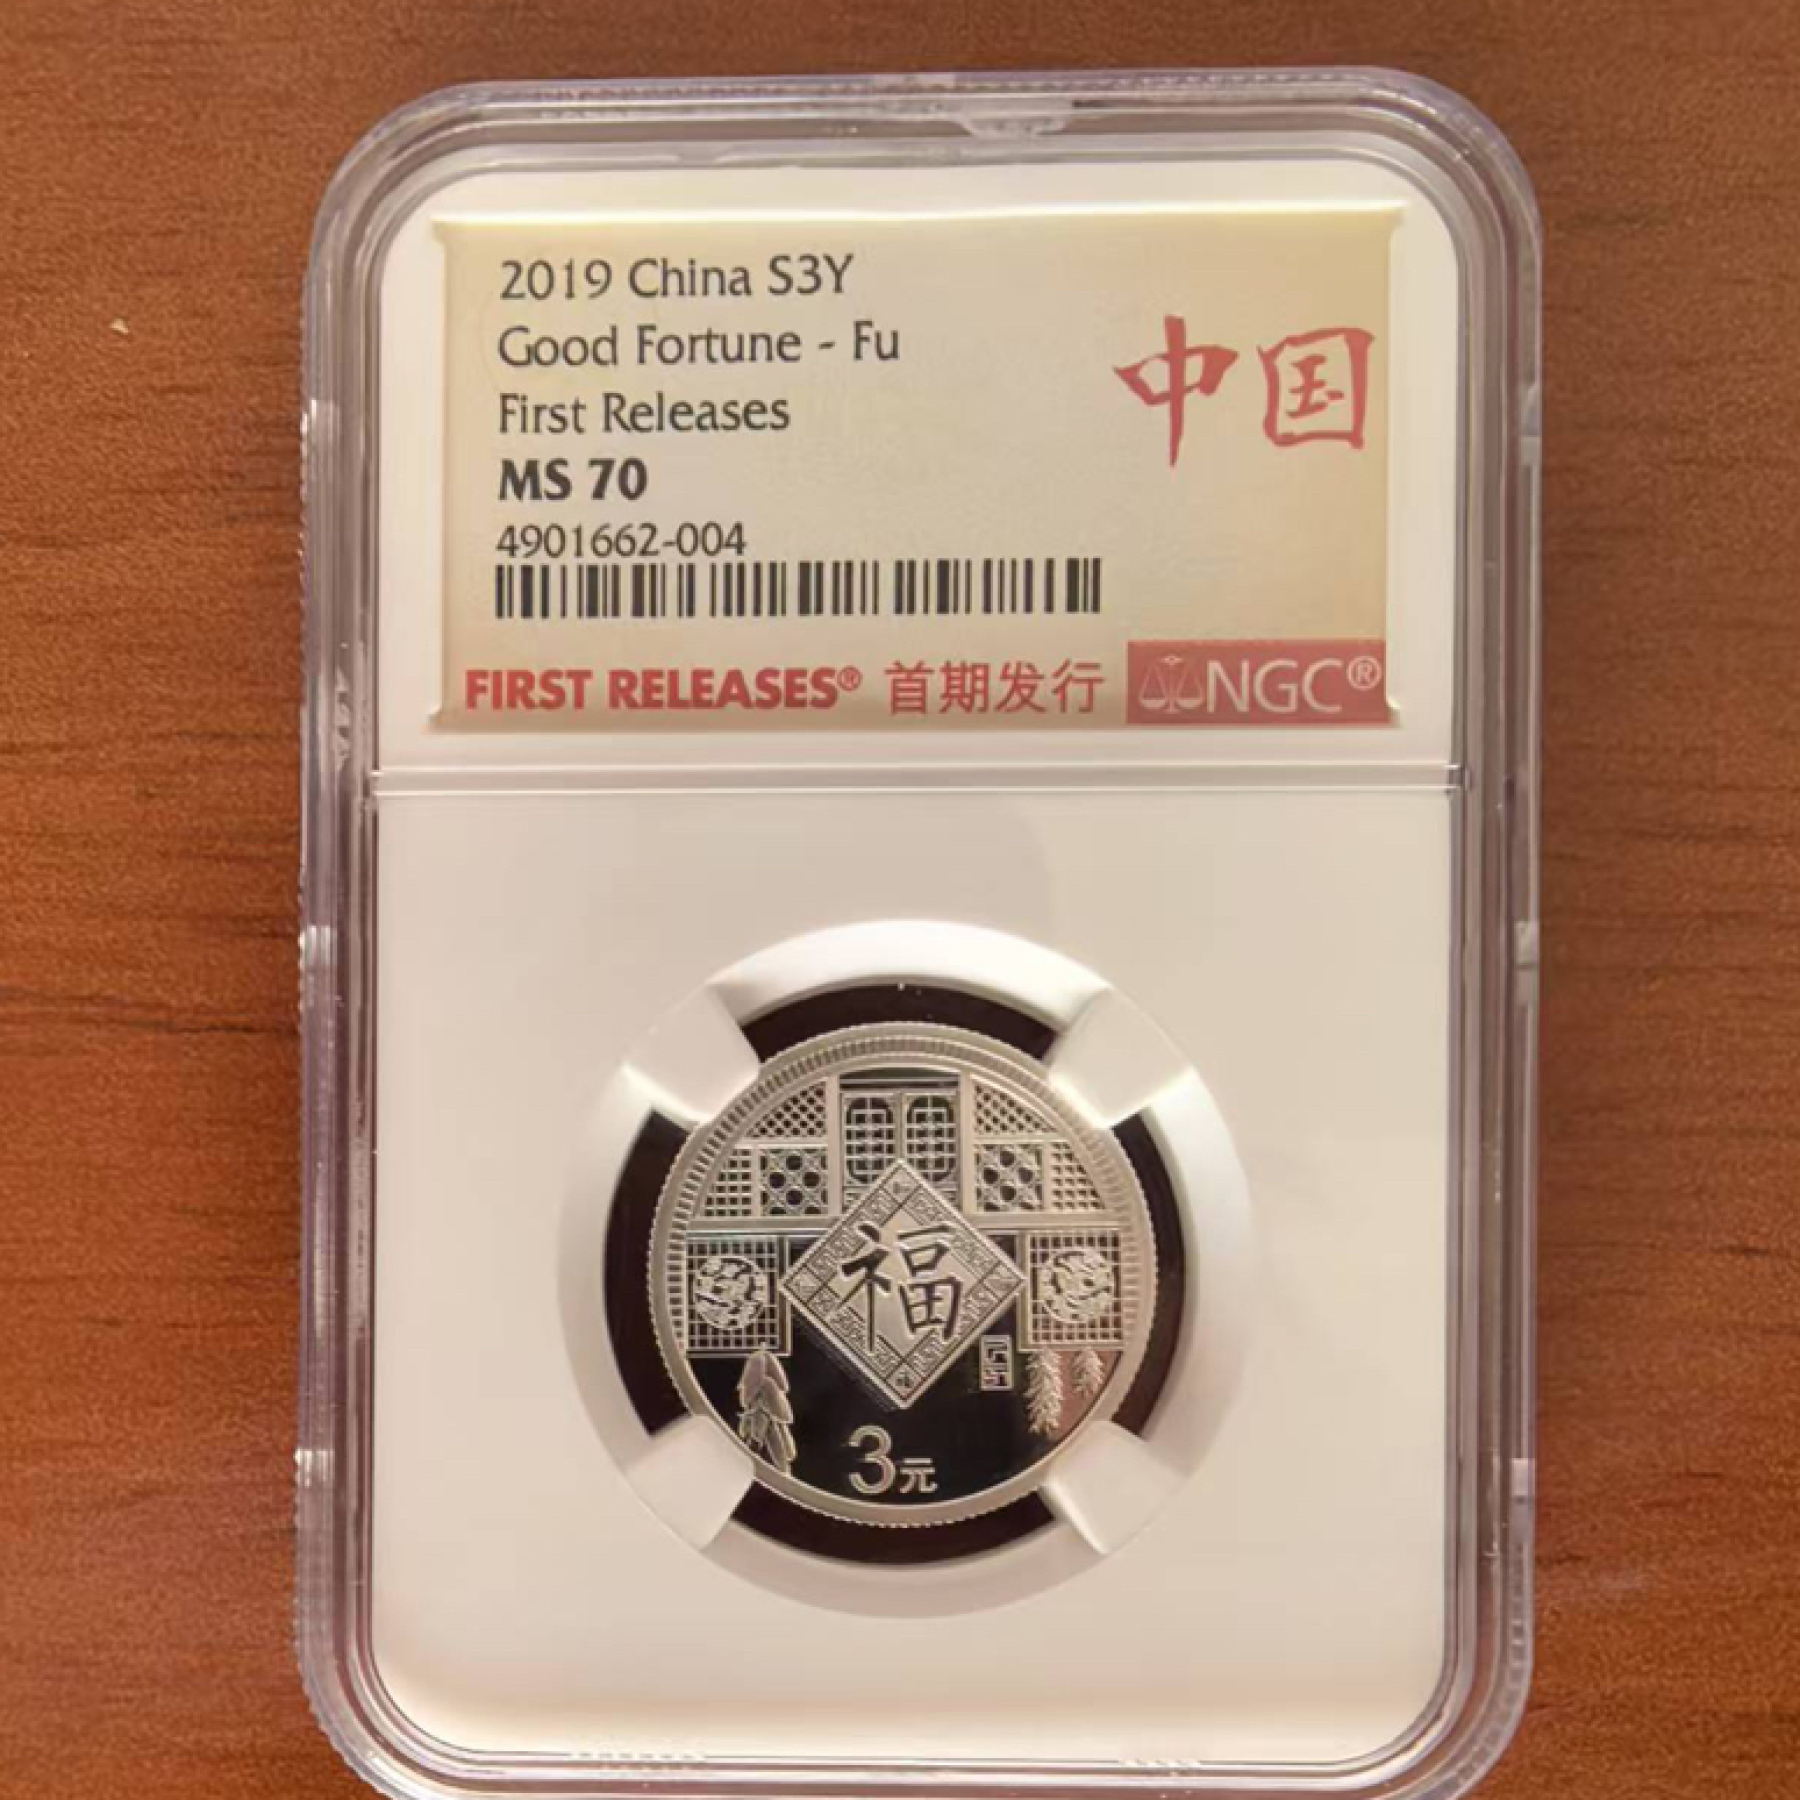 2019 China S3Y
Good Fortune - Fu
First Releases
MS 70
4901662-004
中国
FIRST RELEASES® 首期发行 NGC®
福
3元